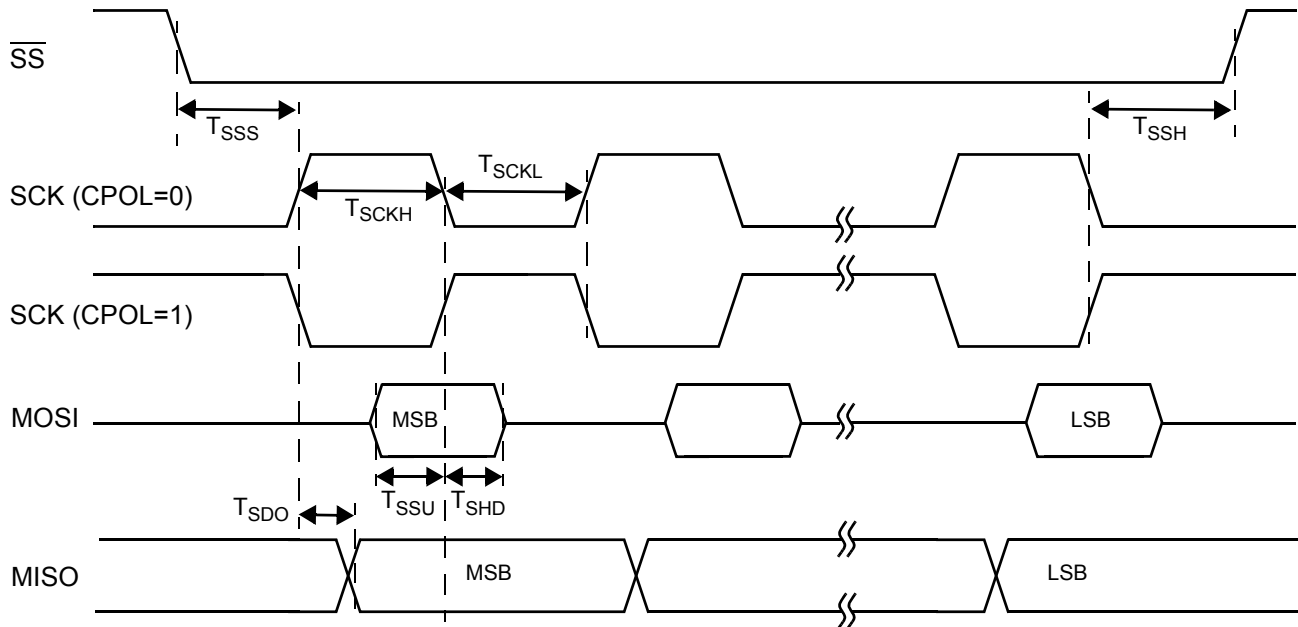 SS
TSSS
TSSH
SCK (CPOL=0)
TSCKH
TSCKL
SCK (CPOL=1)
MOSI
MSB
LSB
TSSU
TSHD
TSDO
MISO
MSB
LSB